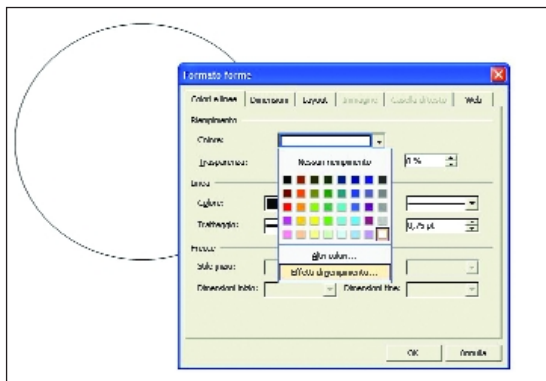 Formato forme
Colori e linee Dimensioni Layout Immagine Casella di testo Web
Riempimento
Colore:
Trasparenza: 0 %
Nessun riempimento
Linea
Colore:
Tratteggio: 0,75 pt
Frecce
Altri colori...
Stile inizio:
Effetti di riempimento...
Dimensioni inizio: Dimensioni fine:
OK Annulla